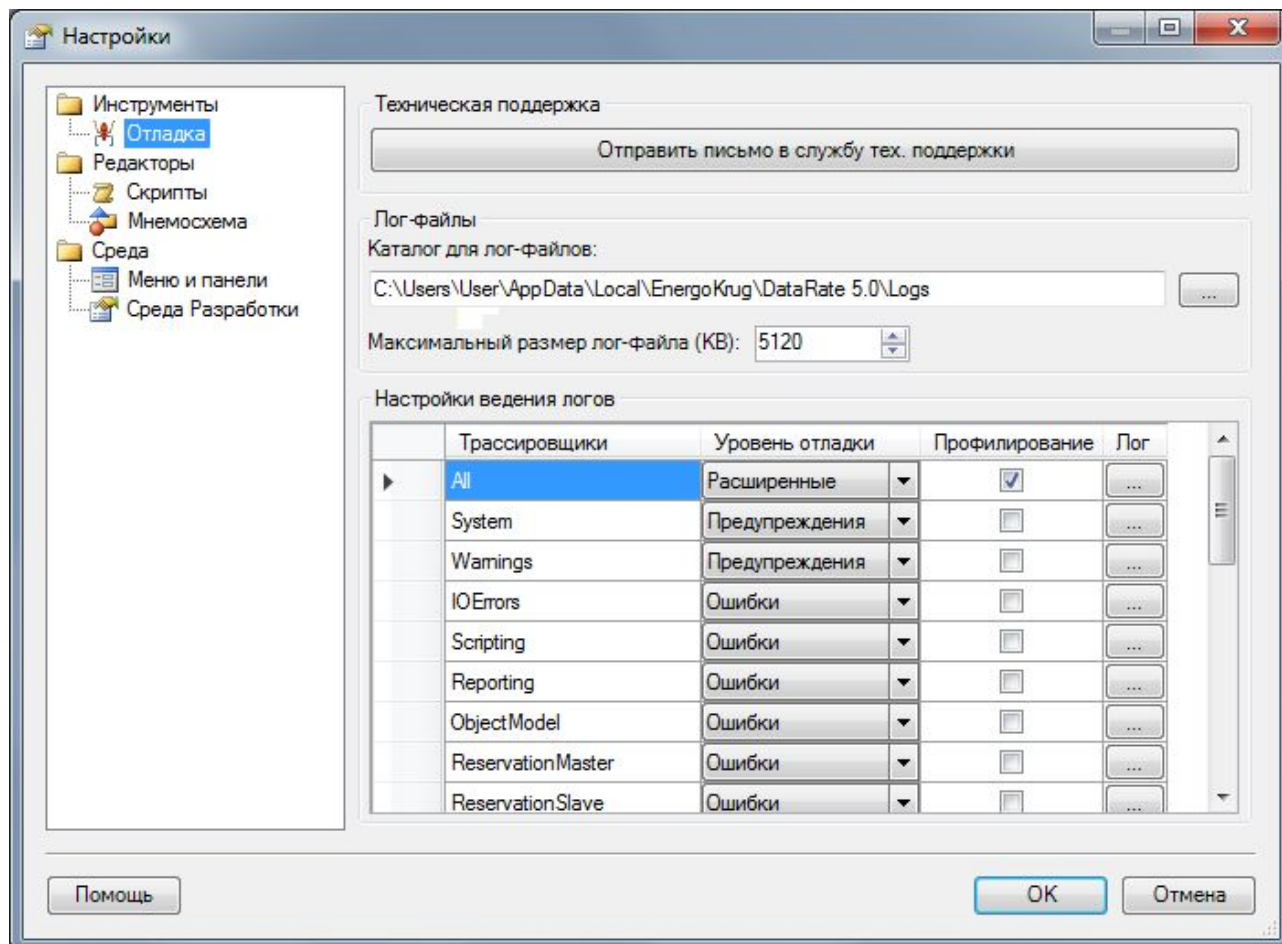 Настройки
Инструменты
Отладка
Редакторы
Скрипты
Мнемосхема
Среда
Меню и панели
Среда Разработки
Техническая поддержка
Отправить письмо в службу тех. поддержки
Лог-файлы
Каталог для лог-файлов:
C:\Users\User\AppData\Local\EnergoKrug\DataRate 5.0\Logs ...
Максимальный размер лог-файла (KB): 5120
Настройки ведения логов
Трассировщики Уровень отладки Профилирование Лог
All Расширенные ...
System Предупреждения ...
Warnings Предупреждения ...
IOErrors Ошибки ...
Scripting Ошибки ...
Reporting Ошибки ...
ObjectModel Ошибки ...
ReservationMaster Ошибки ...
ReservationSlave Ошибки ...
Помощь OK Отмена